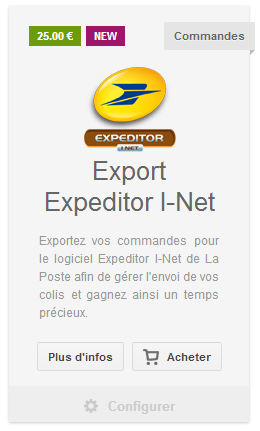 25.00 €
NEW
Commandes
EXPEDITOR
I-NET
Export
Expeditor I-Net
Exportez vos commandes pour
le logiciel Expeditor I-Net de La
Poste afin de gérer l'envoi de vos
colis et gagnez ainsi un temps
précieux.
Plus d'infos
Acheter
Configurer